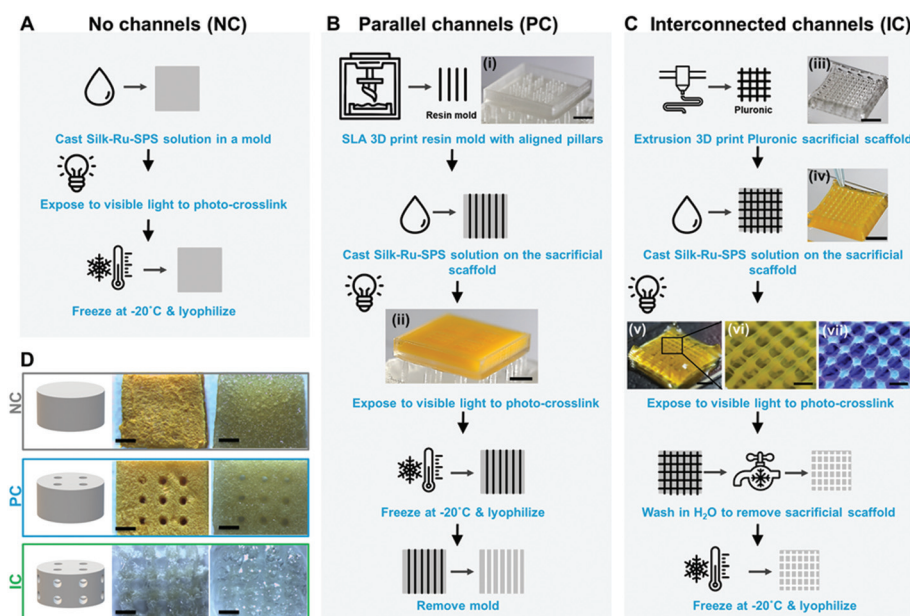 A
No channels (NC)
Cast Silk-Ru-SPS solution in a mold
Expose to visible light to photo-crosslink
Freeze at -20˚C & lyophilize
B
Parallel channels (PC)
(i)
Resin mold
SLA 3D print resin mold with aligned pillars
Cast Silk-Ru-SPS solution on the sacrificial
scaffold
(ii)
Expose to visible light to photo-crosslink
Freeze at -20˚C & lyophilize
Remove mold
C
Interconnected channels (IC)
(iii)
Pluronic
Extrusion 3D print Pluronic sacrificial scaffold
(iv)
Cast Silk-Ru-SPS solution on the sacrificial
scaffold
(v)
(vi)
(vii)
Expose to visible light to photo-crosslink
Wash in H₂O to remove sacrificial scaffold
Freeze at -20˚C & lyophilize
D
NC
PC
IC